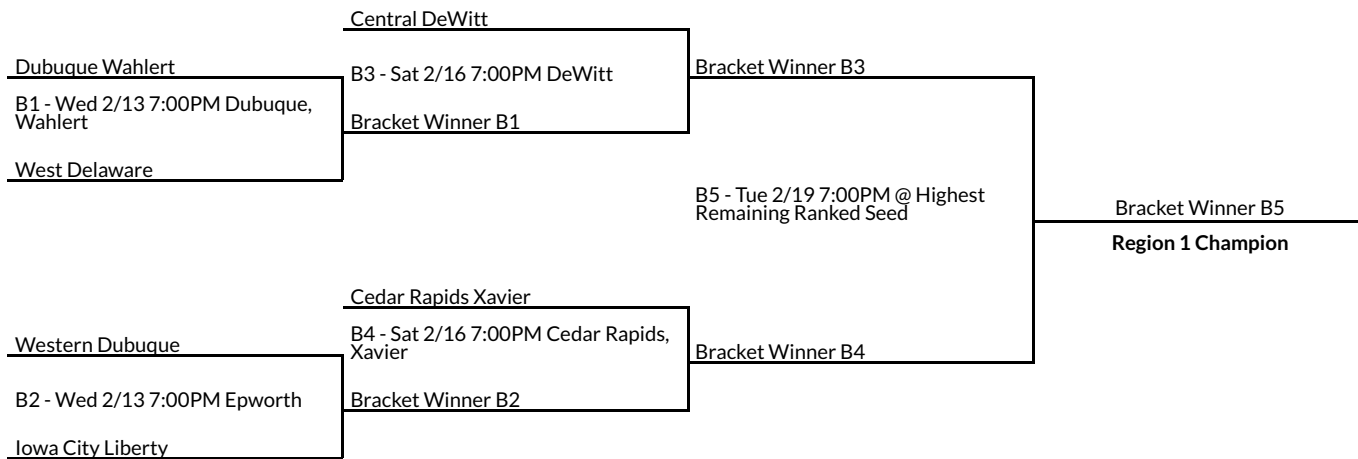 Central DeWitt
Dubuque Wahlert
B3 - Sat 2/16 7:00PM DeWitt
Bracket Winner B3
B1 - Wed 2/13 7:00PM Dubuque,
Wahlert
Bracket Winner B1
West Delaware
B5 - Tue 2/19 7:00PM @ Highest
Remaining Ranked Seed
Bracket Winner B5
Region 1 Champion
Cedar Rapids Xavier
Western Dubuque
B4 - Sat 2/16 7:00PM Cedar Rapids,
Xavier
Bracket Winner B4
B2 - Wed 2/13 7:00PM Epworth
Bracket Winner B2
Iowa City Liberty